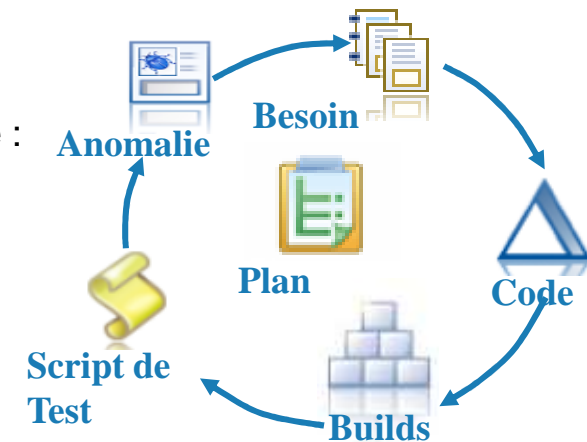 e :
Anomalie
Besoin
Plan
Code
Script de
Test
Builds